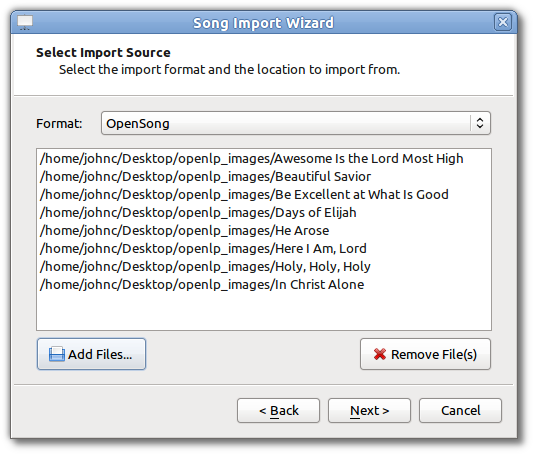 Song Import Wizard
Select Import Source
Select the import format and the location to import from.
Format: OpenSong
/home/johnc/Desktop/openlp_images/Awesome Is the Lord Most High
/home/johnc/Desktop/openlp_images/Beautiful Savior
/home/johnc/Desktop/openlp_images/Be Excellent at What Is Good
/home/johnc/Desktop/openlp_images/Days of Elijah
/home/johnc/Desktop/openlp_images/He Arose
/home/johnc/Desktop/openlp_images/Here I Am, Lord
/home/johnc/Desktop/openlp_images/Holy, Holy, Holy
/home/johnc/Desktop/openlp_images/In Christ Alone
Add Files... Remove File(s)
< Back Next > Cancel